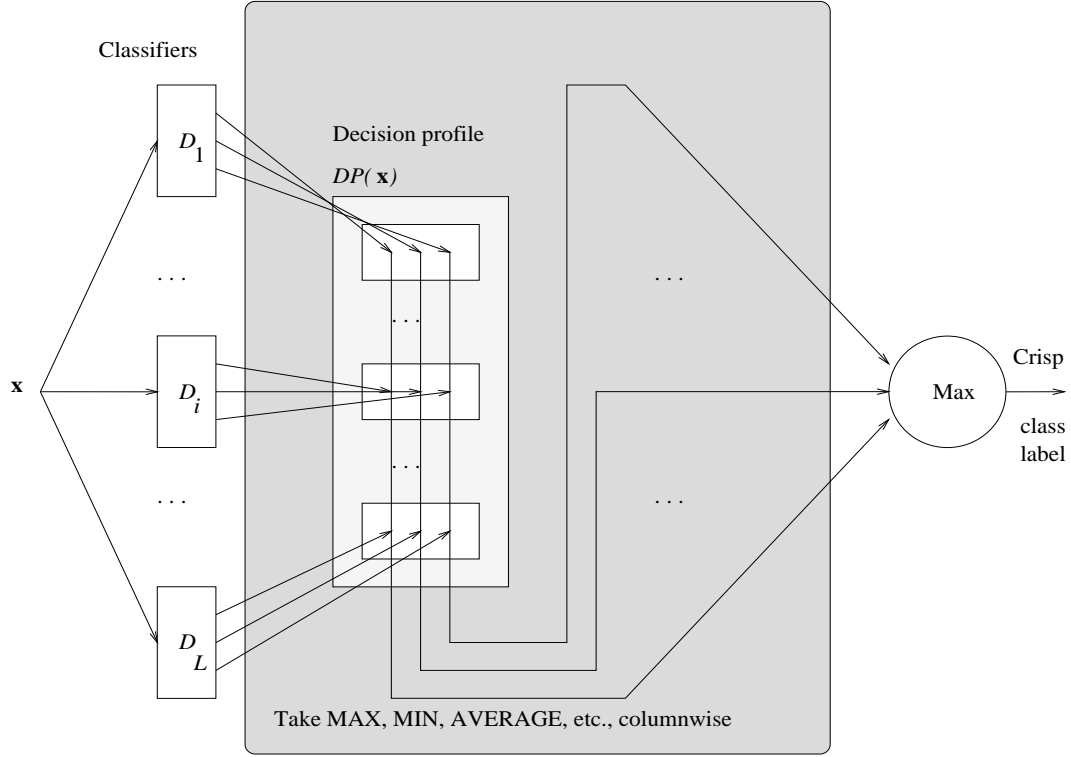 Classifiers
D1
Decision profile
DP( x)
. . .
. . .
. . .
x
Di
Max
Crisp
class
label
. . .
. . .
. . .
DL
Take MAX, MIN, AVERAGE, etc., columnwise